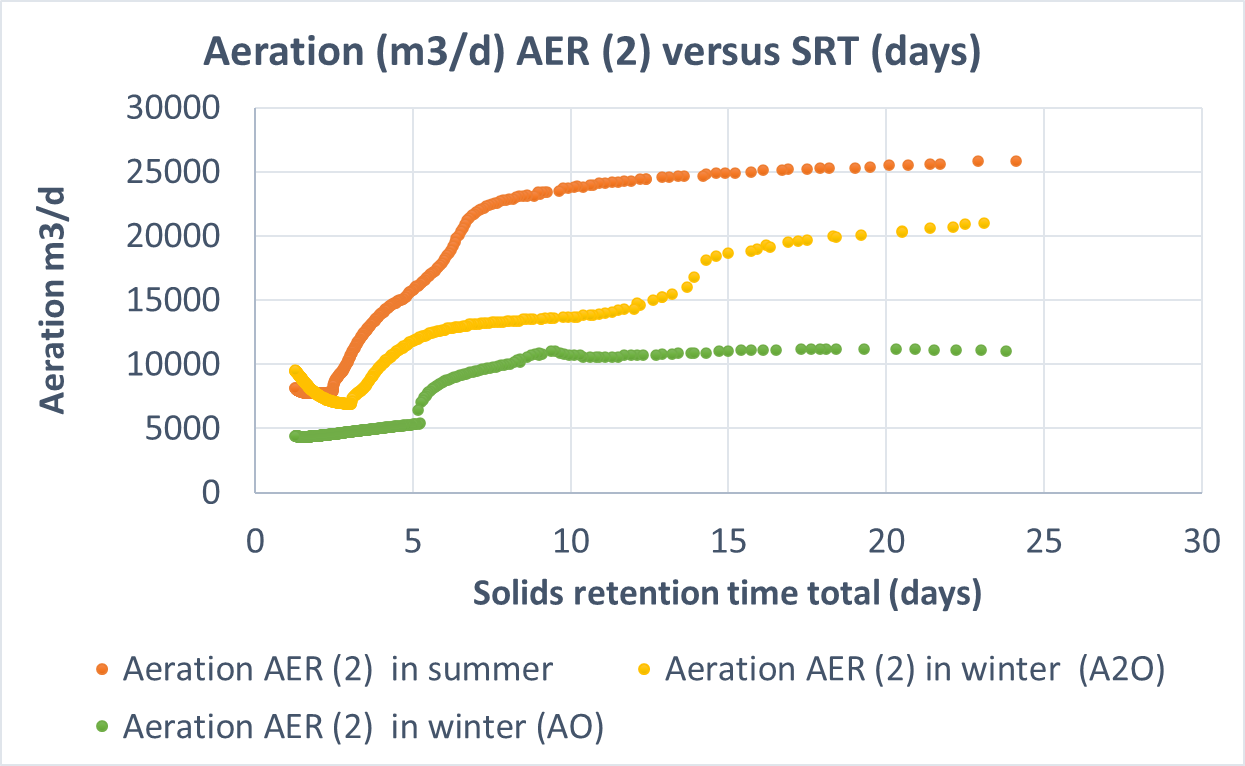 Aeration (m3/d) AER (2) versus SRT (days)
30000
25000
20000
15000
10000
5000
0
Aeration m3/d
0 5 10 15 20 25 30
Solids retention time total (days)
Aeration AER (2)  in summer
Aeration AER (2) in winter  (A2O)
Aeration AER (2)  in winter (AO)